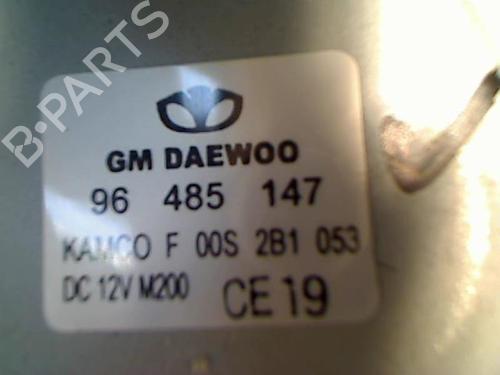 B-PARTS
GM DAEWOO
96 485 147
KAMCO F 00S 2B1 053
DC 12V M200 CE19